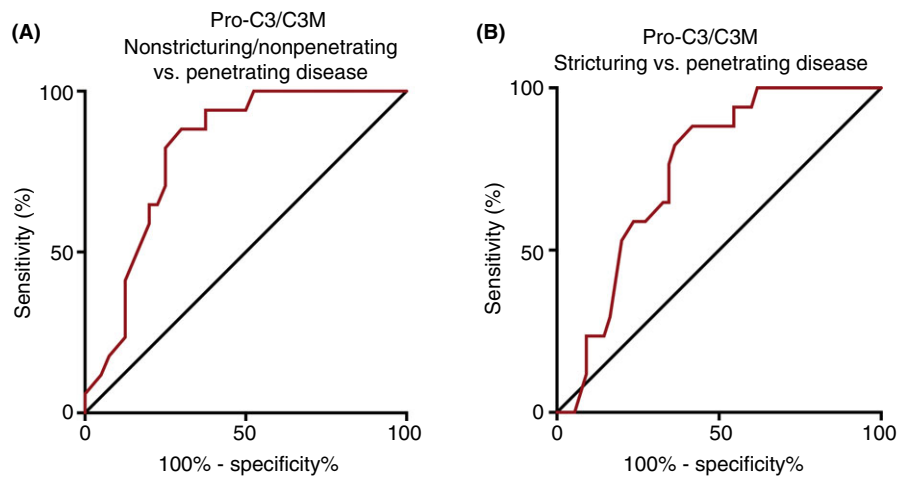 (A)
Pro-C3/C3M
Nonstricturing/nonpenetrating
vs. penetrating disease
100
50
0
Sensitivity (%)
0 50 100
100% - specificity%
(B)
Pro-C3/C3M
Stricturing vs. penetrating disease
100
50
0
Sensitivity (%)
0 50 100
100% - specificity%